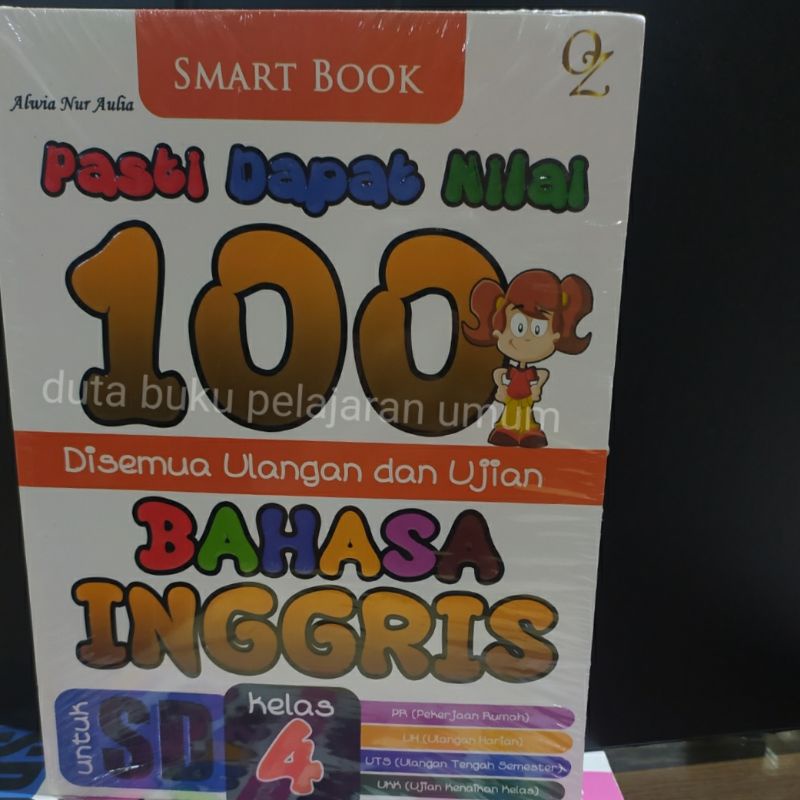 SMART BOOK
OZ
Alwia Nur Aulia
Pasti Dapat Nilai
100
duta buku pelajaran umum
Disemua Ulangan dan Ujian
BAHASA
INGGRIS
untuk SD
kelas 4
PR (Pekerjaan Rumah)
UH (Ulangan Harian)
UTS (Ulangan Tengah Semester)
UKK (Ujian Kenaikan Kelas)